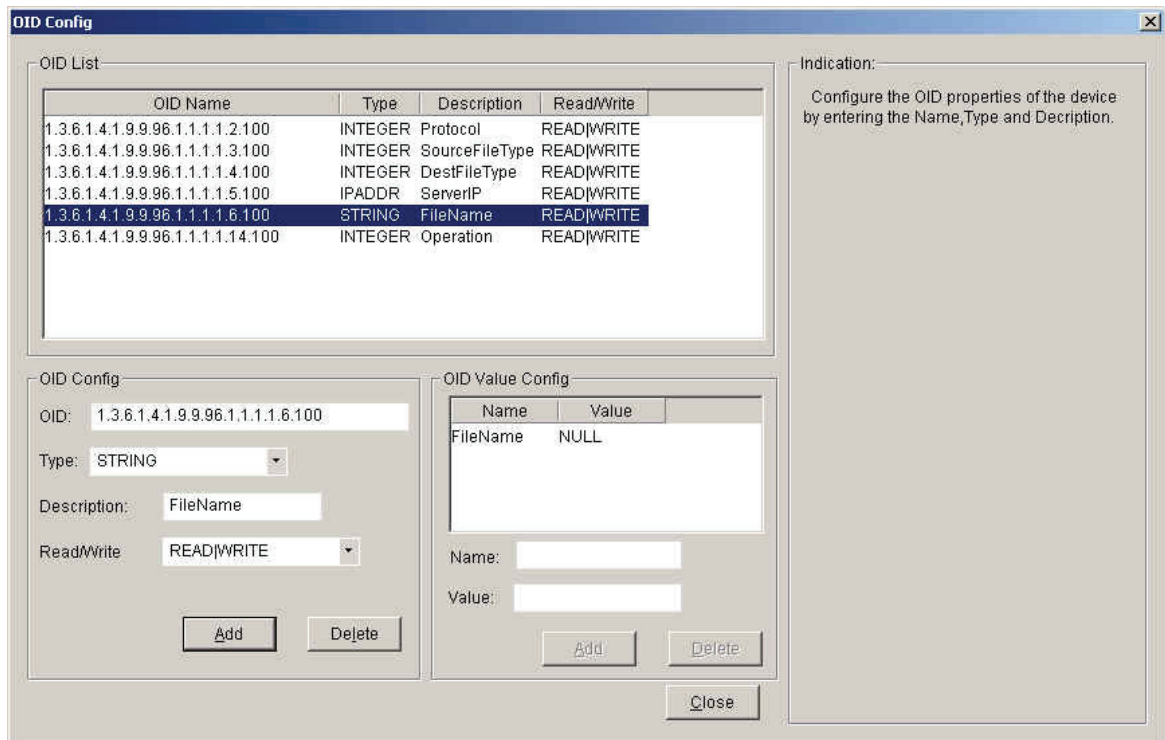 OID Config
OID List
OID Name Type Description Read/Write
1.3.6.1.4.1.9.9.96.1.1.1.1.2.100 INTEGER Protocol READ|WRITE
1.3.6.1.4.1.9.9.96.1.1.1.1.3.100 INTEGER SourceFileType READ|WRITE
1.3.6.1.4.1.9.9.96.1.1.1.1.4.100 INTEGER DestFileType READ|WRITE
1.3.6.1.4.1.9.9.96.1.1.1.1.5.100 IPADDR ServerIP READ|WRITE
1.3.6.1.4.1.9.9.96.1.1.1.1.6.100 STRING FileName READ|WRITE
1.3.6.1.4.1.9.9.96.1.1.1.1.14.100 INTEGER Operation READ|WRITE
Indication:
Configure the OID properties of the device
by entering the Name,Type and Decription.
OID Config
OID: 1.3.6.1.4.1.9.9.96.1.1.1.1.6.100
Type: STRING
Description: FileName
Read/Write READ|WRITE
Add Delete
OID Value Config
Name Value
FileName NULL
Name:
Value:
Add Delete
Close